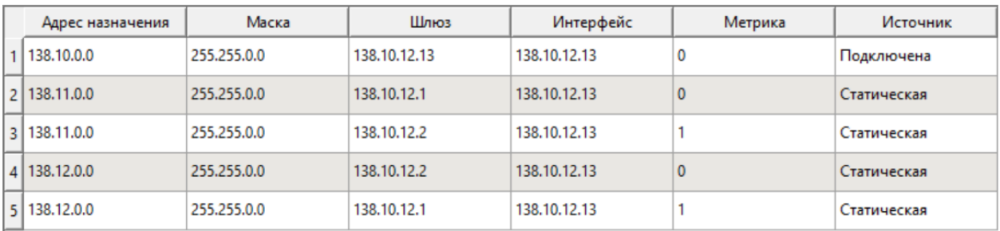 Адрес назначения Маска Шлюз Интерфейс Метрика Источник
1 138.10.0.0 255.255.0.0 138.10.12.13 138.10.12.13 0 Подключена
2 138.11.0.0 255.255.0.0 138.10.12.1 138.10.12.13 0 Статическая
3 138.11.0.0 255.255.0.0 138.10.12.2 138.10.12.13 1 Статическая
4 138.12.0.0 255.255.0.0 138.10.12.2 138.10.12.13 0 Статическая
5 138.12.0.0 255.255.0.0 138.10.12.1 138.10.12.13 1 Статическая